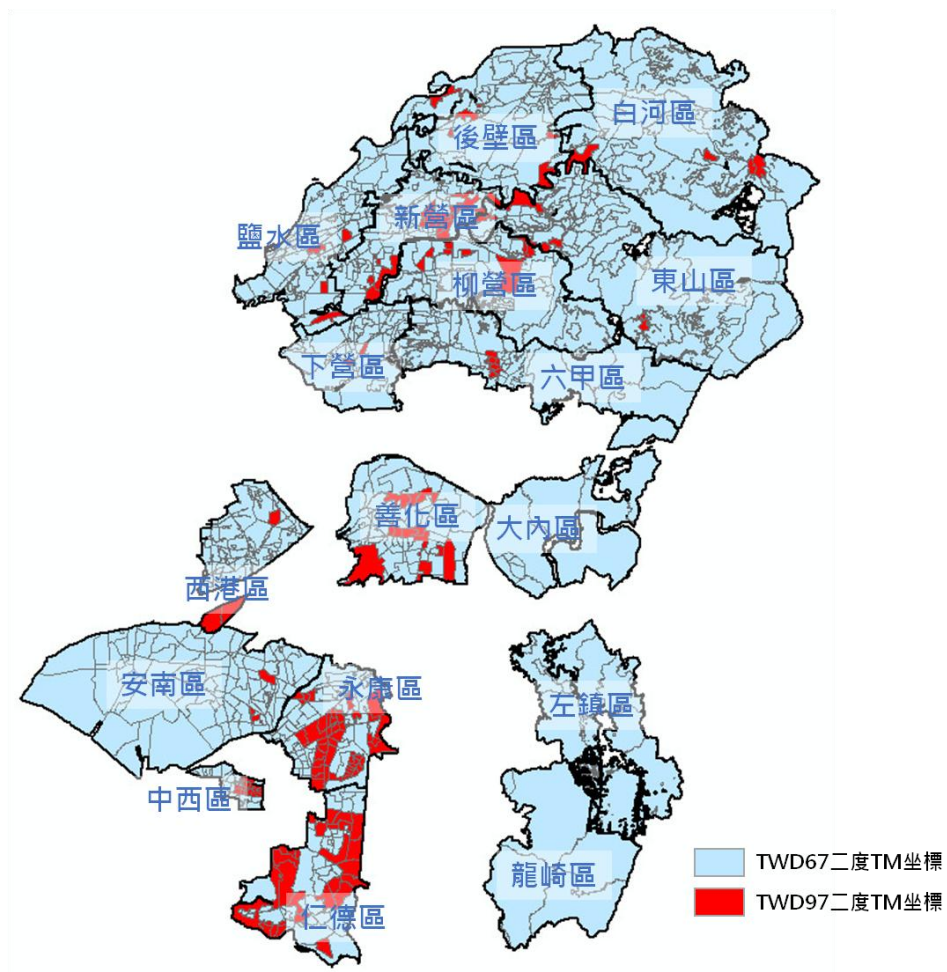 白河區
後壁區
新營區
鹽水區
柳營區
東山區
下營區
六甲區
善化區
大內區
西港區
安南區
永康區
左鎮區
中西區
龍崎區
仁德區
TWD67二度TM坐標
TWD97二度TM坐標